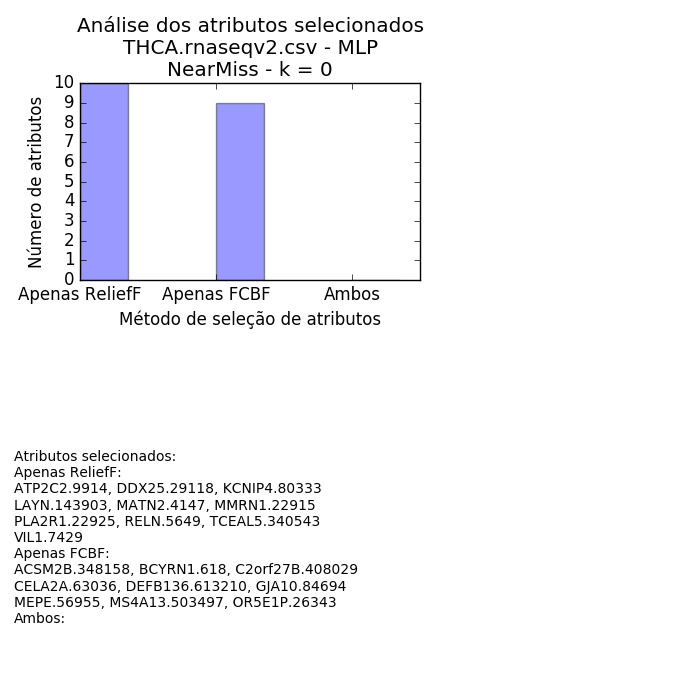 Análise dos atributos selecionados
THCA.rnaseqv2.csv - MLP
NearMiss - k = 0
10
9
8
7
6
5
4
3
2
1
0
Número de atributos
Apenas ReliefF Apenas FCBF Ambos
Método de seleção de atributos
Atributos selecionados:
Apenas ReliefF:
ATP2C2.9914, DDX25.29118, KCNIP4.80333
LAYN.143903, MATN2.4147, MMRN1.22915
PLA2R1.22925, RELN.5649, TCEAL5.340543
VIL1.7429
Apenas FCBF:
ACSM2B.348158, BCYRN1.618, C2orf27B.408029
CELA2A.63036, DEFB136.613210, GJA10.84694
MEPE.56955, MS4A13.503497, OR5E1P.26343
Ambos: